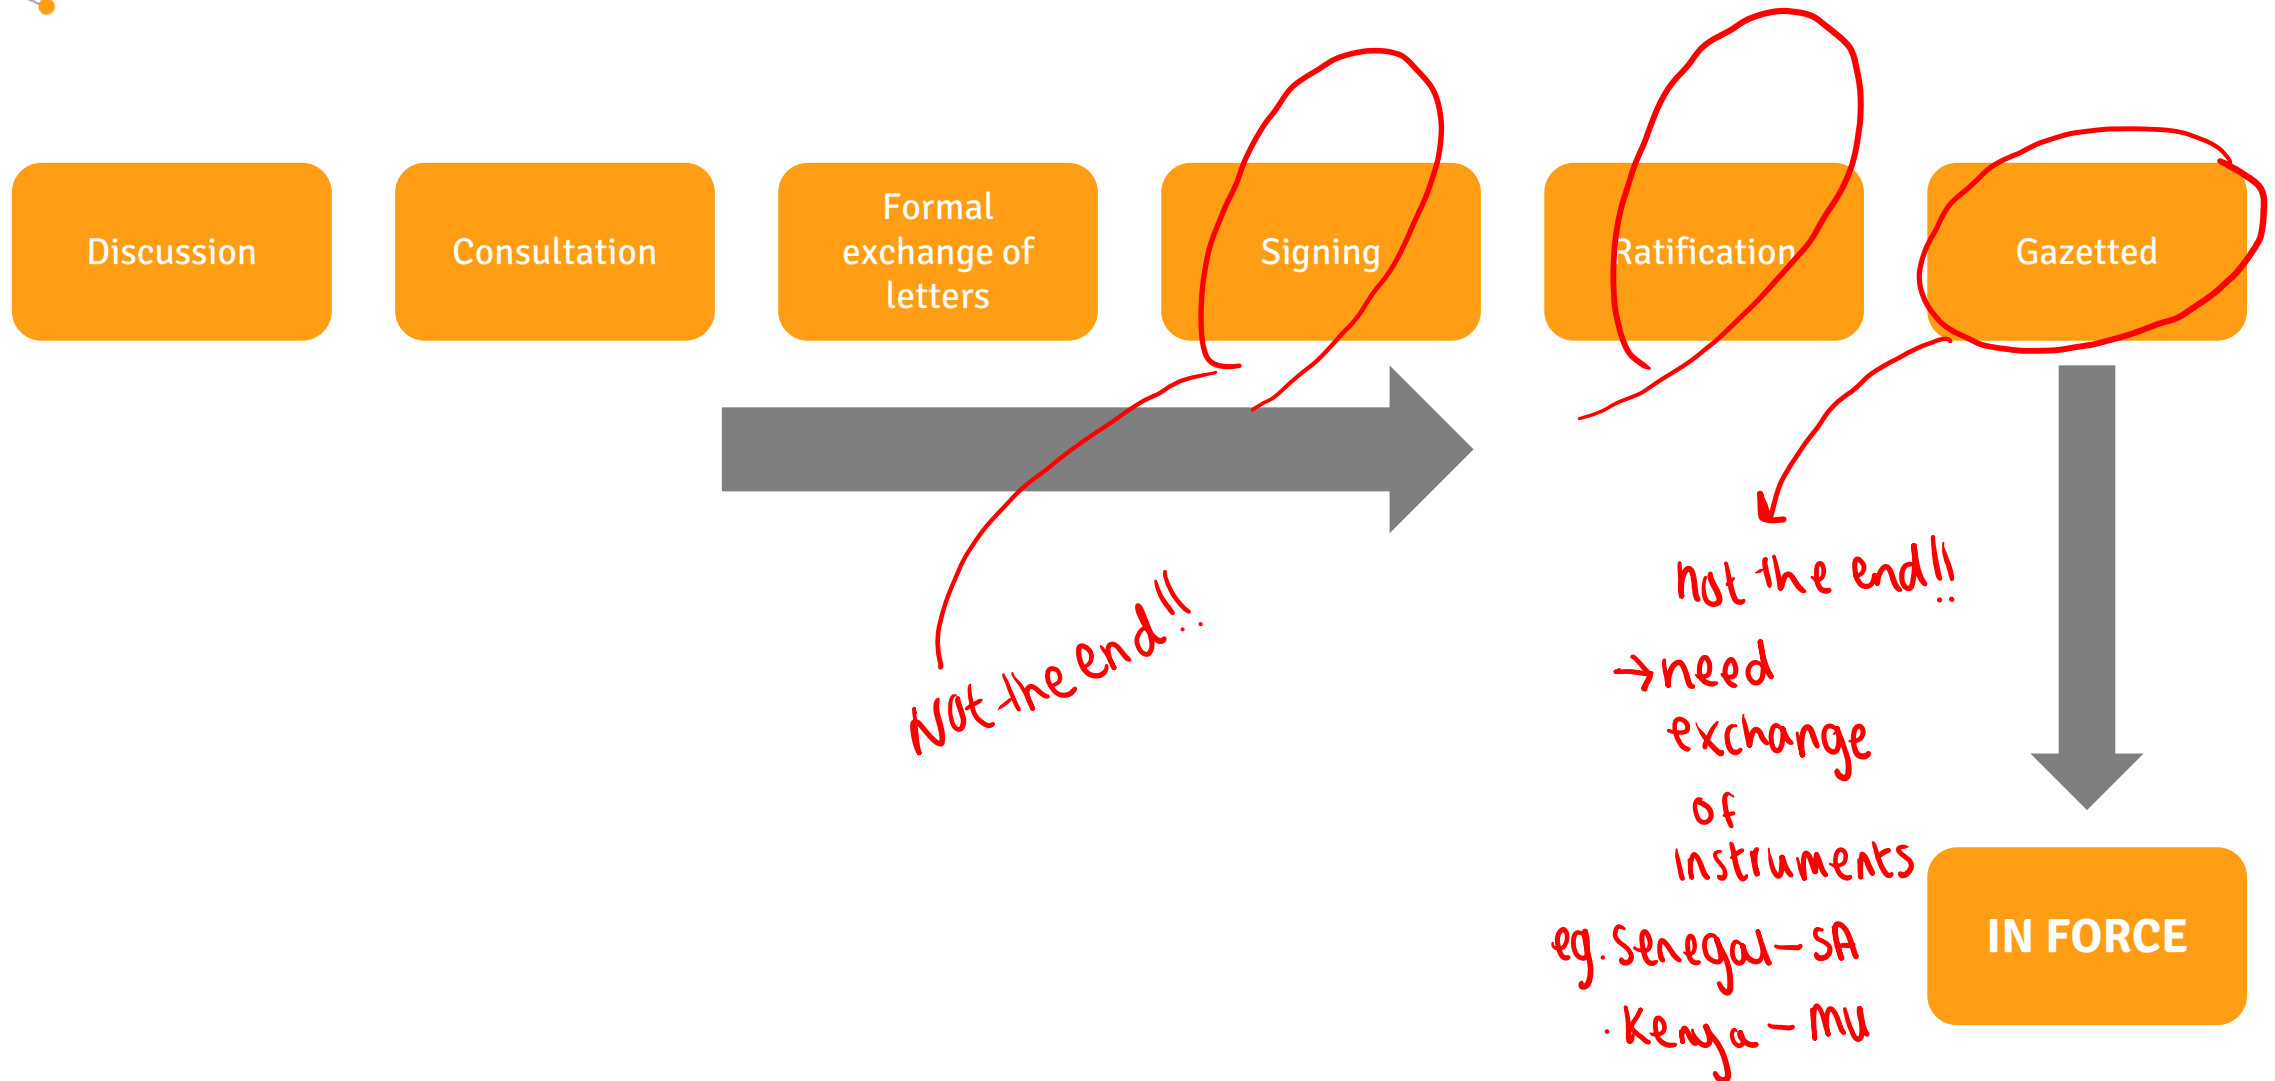 Discussion
Consultation
Formal
exchange of
letters
Signing
Ratification
Gazetted
Not the end!!
not the end!!
→ need
exchange
of
instruments
eg. Senegal – SA
. Kenya – MU
IN FORCE